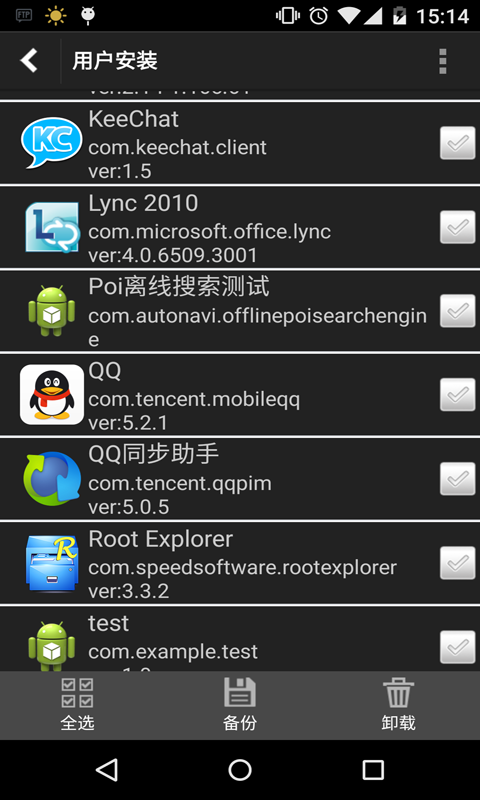 FTP
15:14
用户安装
KeeChat
KC
com.keechat.client
ver:1.5
Lync 2010
L
com.microsoft.office.lync
ver:4.0.6509.3001
Poi离线搜索测试
com.autonavi.offlinepoisearchengin
e
QQ
com.tencent.mobileqq
ver:5.2.1
QQ同步助手
com.tencent.qqpim
ver:5.0.5
Root Explorer
R
com.speedsoftware.rootexplorer
ver:3.3.2
test
com.example.test
全选
备份
卸载